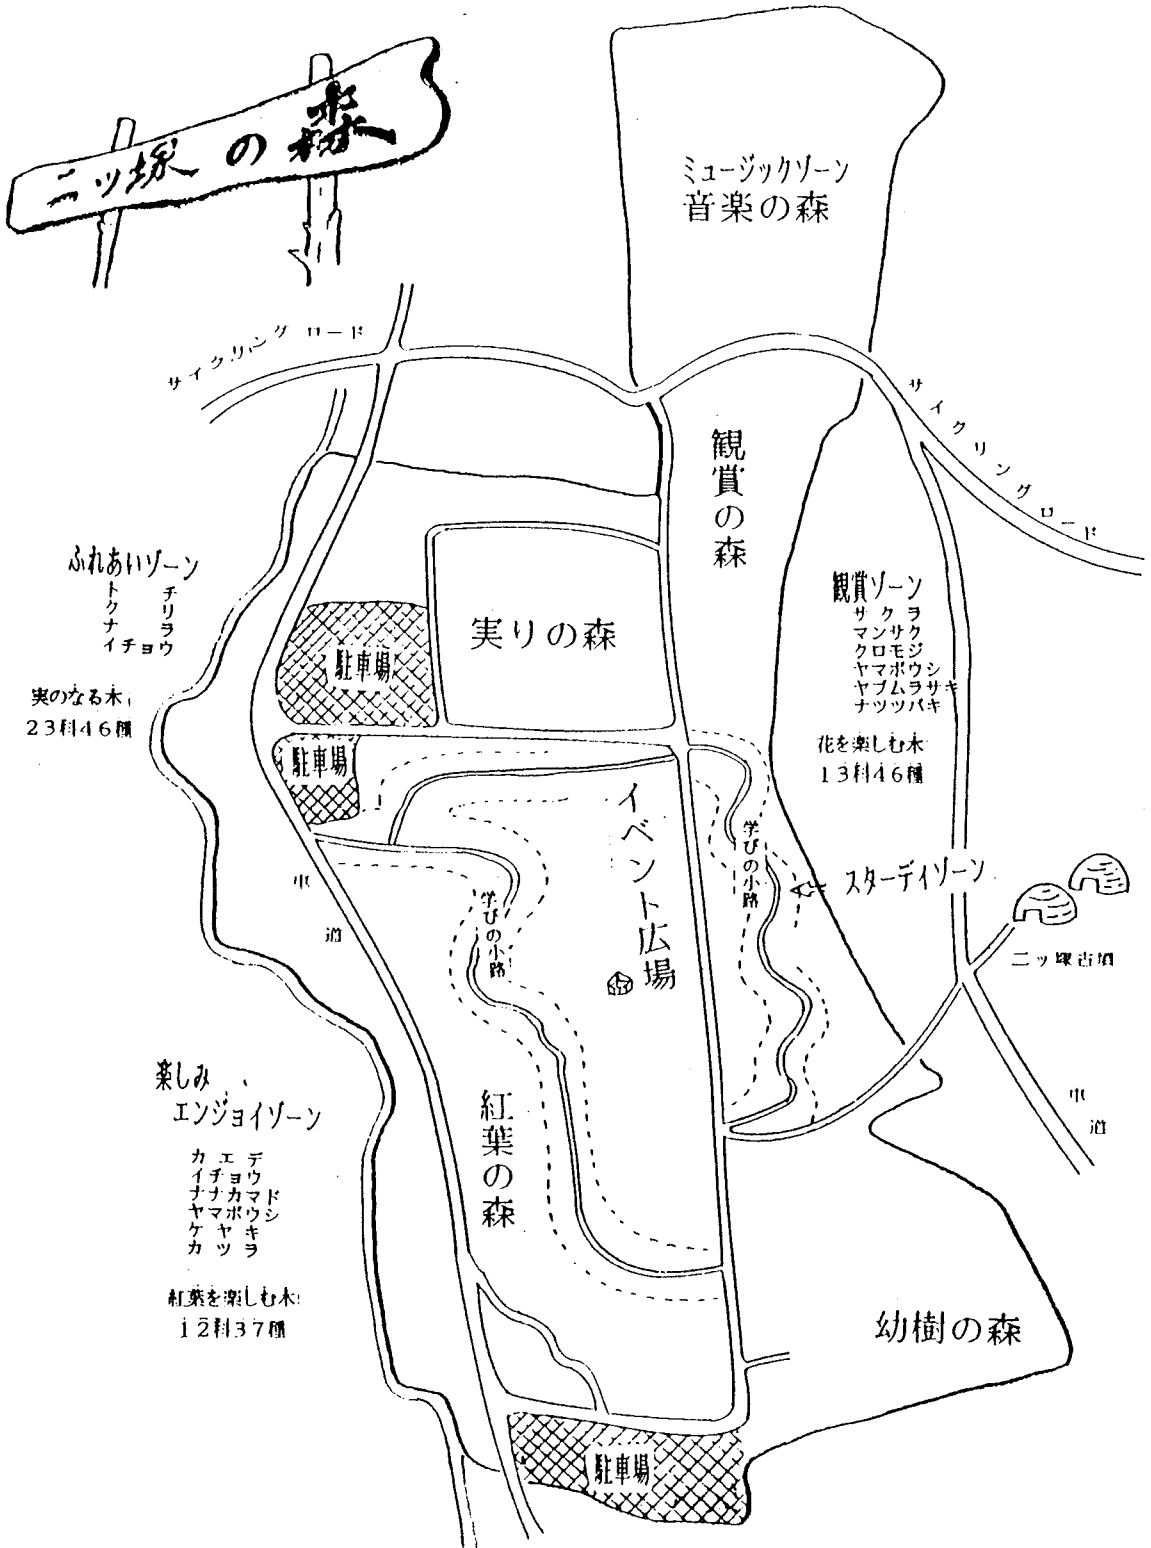 二ッ塚の森
ミュージックゾーン
音楽の森
サイクリングロード
サイクリングロード
観賞の森
ふれあいゾーン
トチ
クリ
ナラ
イチョウ
実のなる木
23科46種
駐車場
実りの森
観賞ゾーン
サクラ
マンサク
クロモジ
ヤマボウシ
ヤブムラサキ
ナツツバキ
花を楽しむ木
13科46種
駐車場
イベント広場
学びの小路
スターディゾーン
車道
学びの小路
二ッ塚古墳
楽しみ
エンジョイゾーン
カエデ
イチョウ
ナナカマド
ヤマボウシ
ケヤキ
カツラ
紅葉を楽しむ木
12科37種
紅葉の森
車道
幼樹の森
駐車場